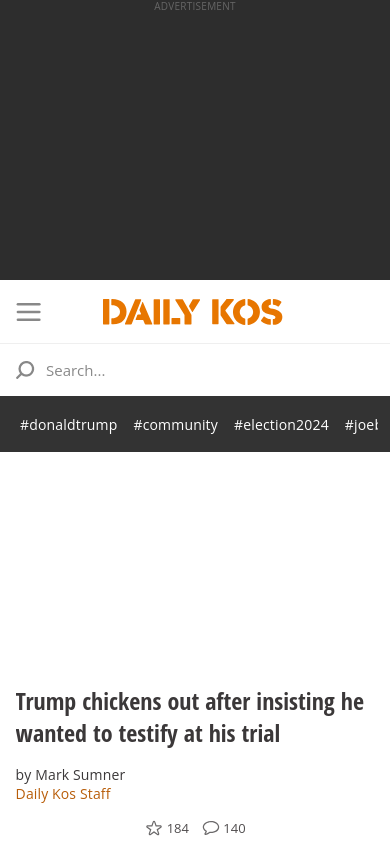 ADVERTISEMENT
DAILY KOS
Search...
#donaldtrump #community #election2024 #joeb
Trump chickens out after insisting he
wanted to testify at his trial
by Mark Sumner
Daily Kos Staff
184 140